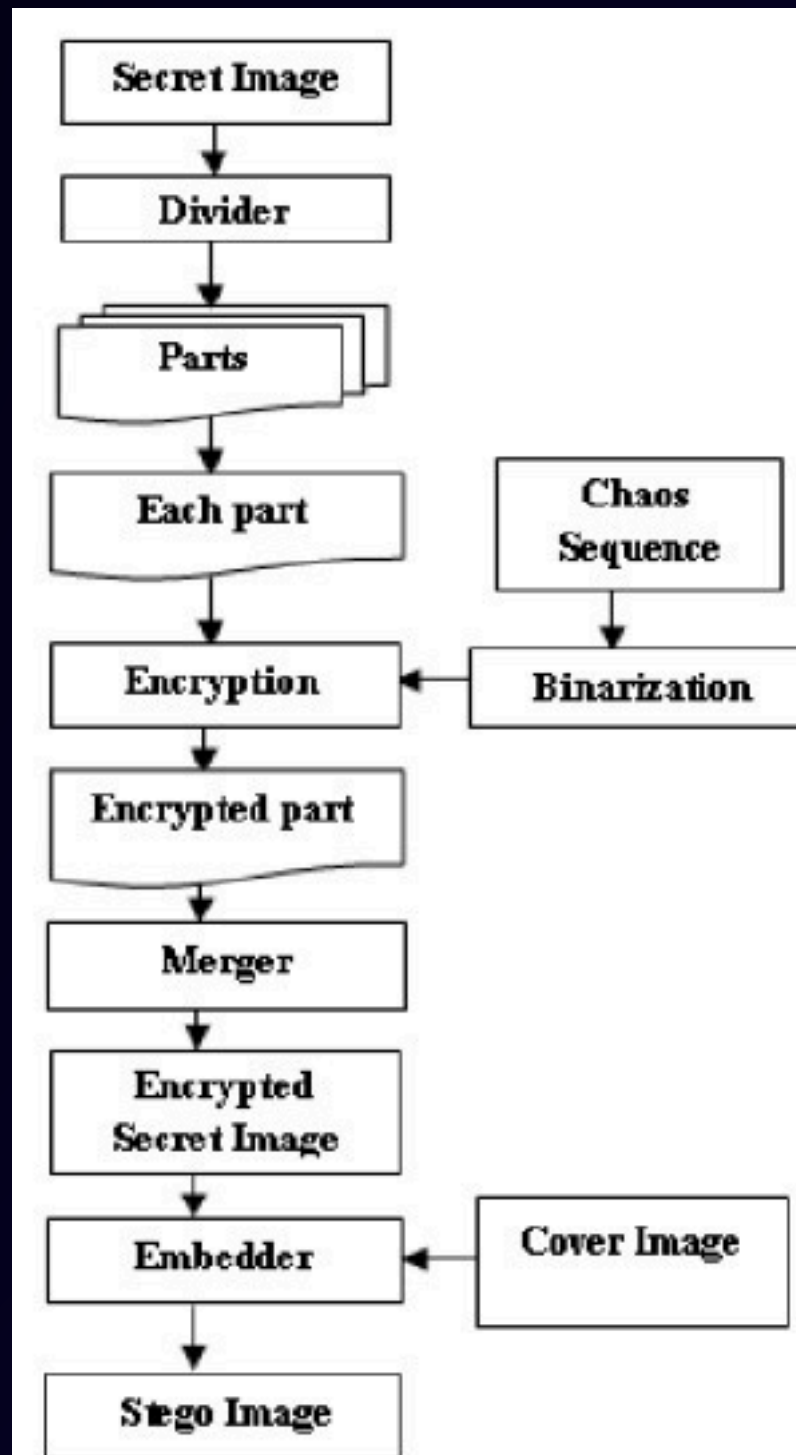 Secret Image
Divider
Parts
Each part
Chaos
Sequence
Encryption
Binarization
Encrypted part
Merger
Encrypted
Secret Image
Embedder
Cover Image
Stego Image